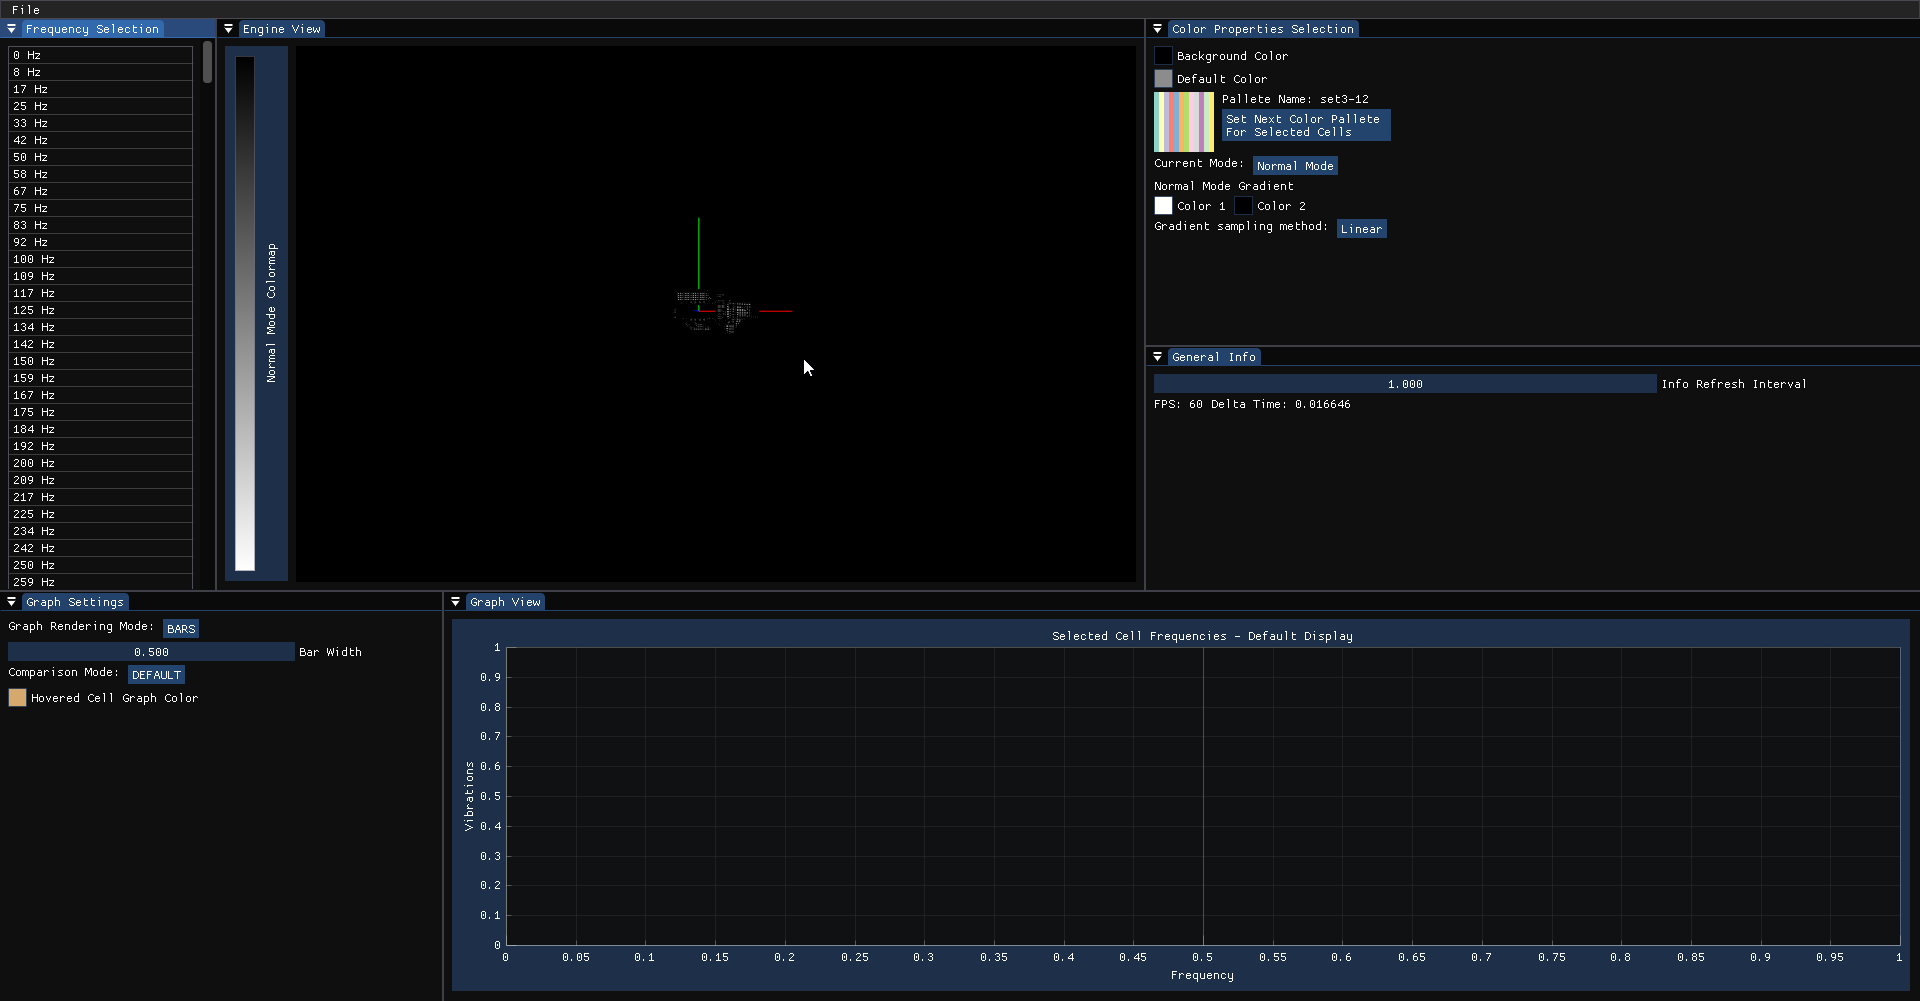 File
Frequency Selection
0 Hz
8 Hz
17 Hz
25 Hz
33 Hz
42 Hz
50 Hz
58 Hz
67 Hz
75 Hz
83 Hz
92 Hz
100 Hz
109 Hz
117 Hz
125 Hz
134 Hz
142 Hz
150 Hz
159 Hz
167 Hz
175 Hz
184 Hz
192 Hz
200 Hz
209 Hz
217 Hz
225 Hz
234 Hz
242 Hz
250 Hz
259 Hz
Engine View
Normal Mode Colormap
Color Properties Selection
Background Color
Default Color
Pallete Name: set3-12
Set Next Color Pallete
For Selected Cells
Current Mode: Normal Mode
Normal Mode Gradient
Color 1 Color 2
Gradient sampling method: Linear
General Info
1.000 Info Refresh Interval
FPS: 60 Delta Time: 0.016646
Graph Settings
Graph Rendering Mode: BARS
0.500 Bar Width
Comparison Mode: DEFAULT
Hovered Cell Graph Color
Graph View
Selected Cell Frequencies - Default Display
1
0.9
0.8
0.7
0.6
0.5
0.4
0.3
0.2
0.1
0
Vibrations
0 0.05 0.1 0.15 0.2 0.25 0.3 0.35 0.4 0.45 0.5 0.55 0.6 0.65 0.7 0.75 0.8 0.85 0.9 0.95 1
Frequency